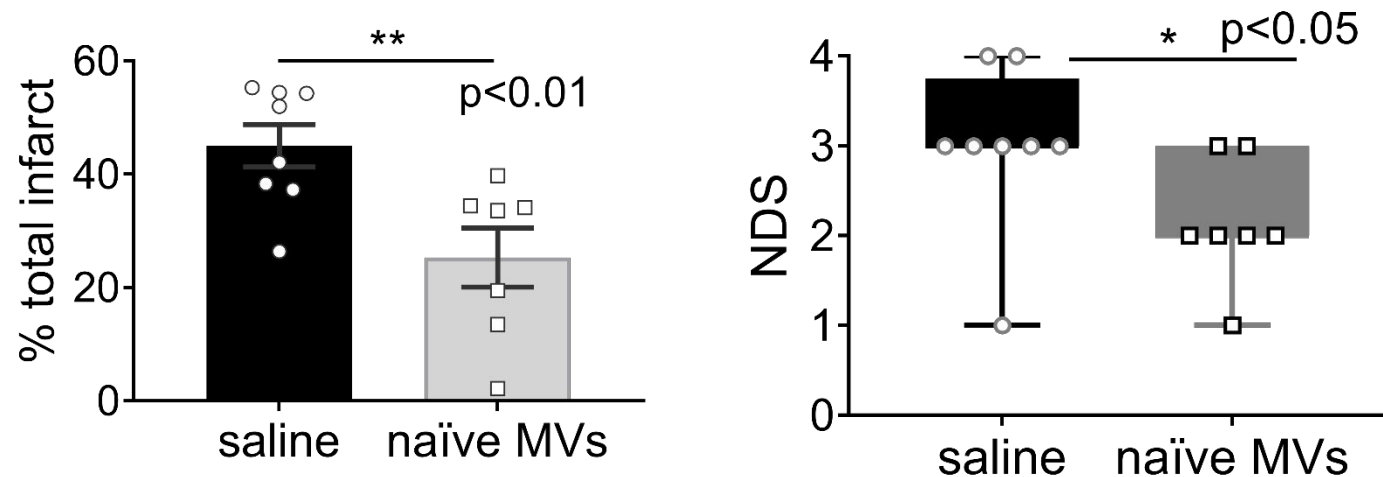 % total infarct
60
40
20
0
**
p<0.01
saline
naïve MVs
NDS
4
3
2
1
0
*
p<0.05
saline
naïve MVs